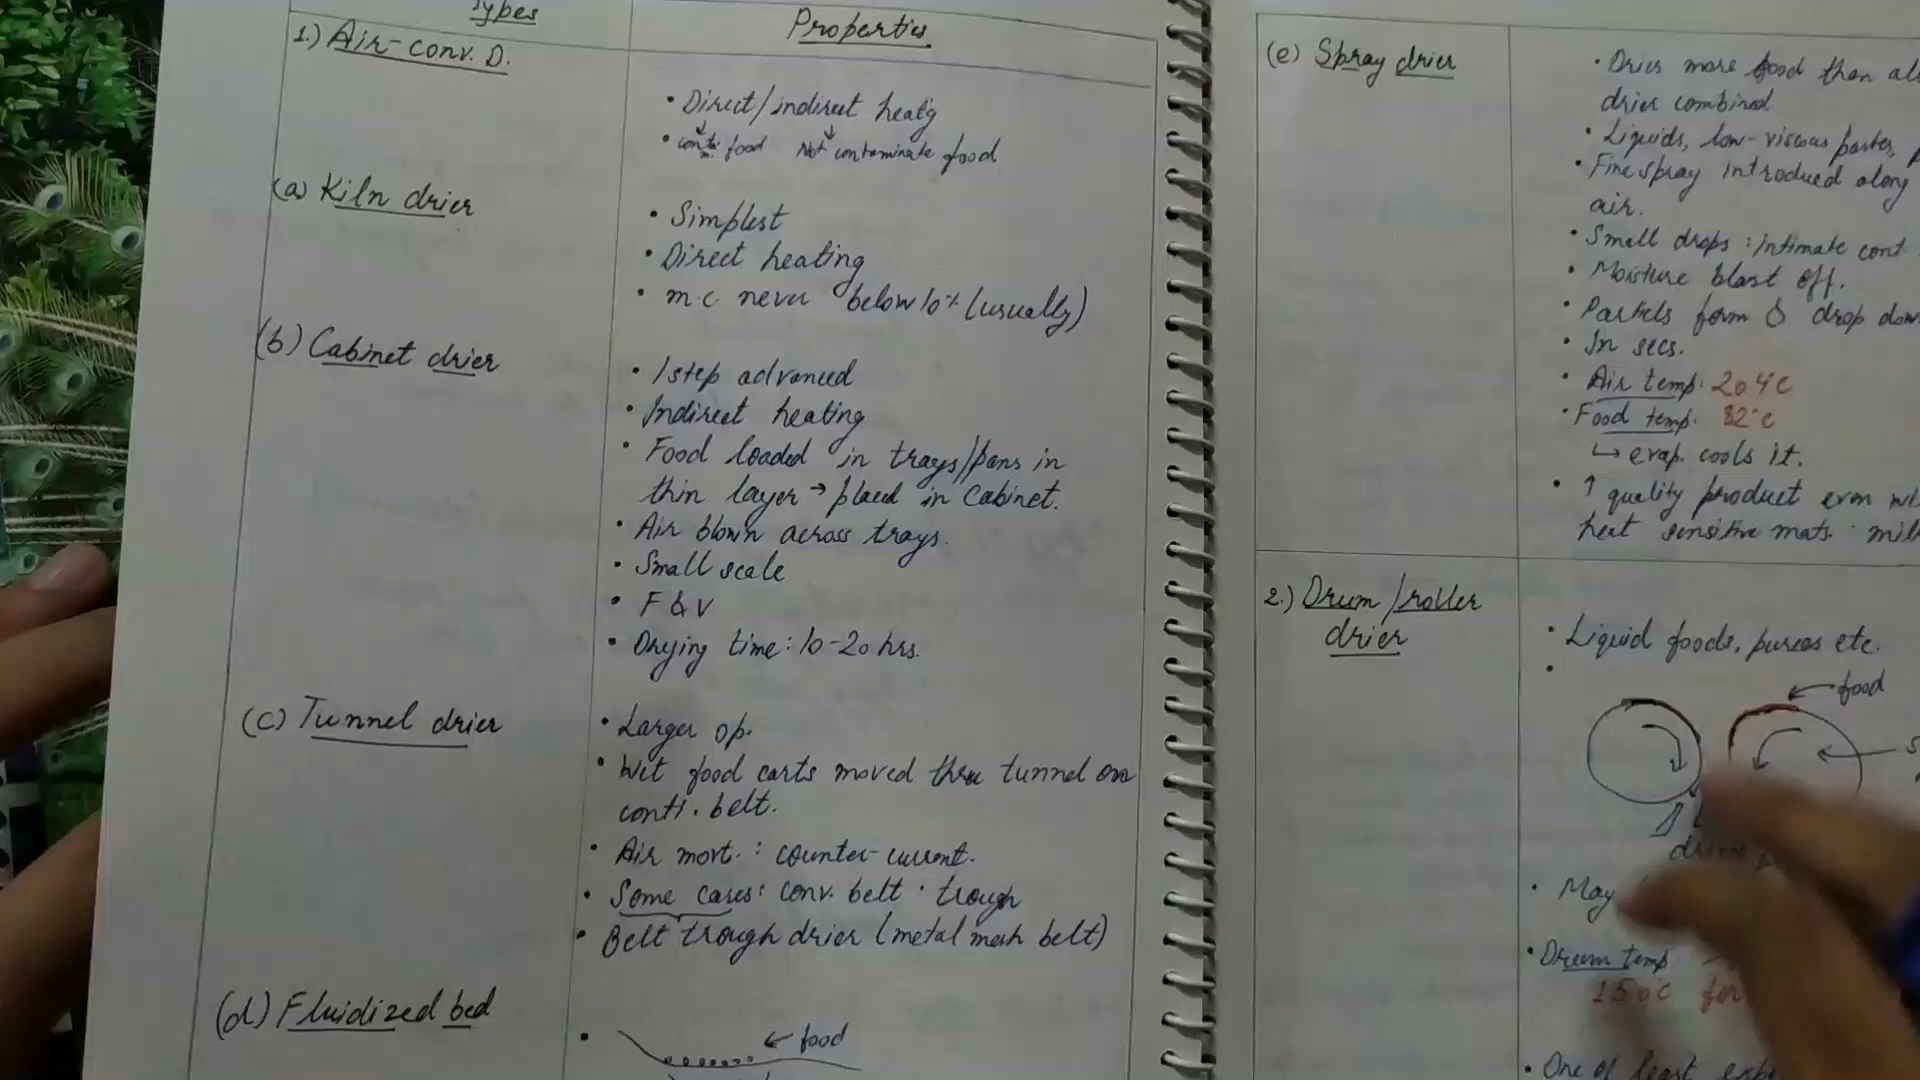 Types
Properties
1.) Air-conv. D.
• Direct/indirect heatg
• food Not contaminate food
(a) Kiln drier
• Simplest
• Direct heating
• m.c never below 10% (usually)
(b) Cabinet drier
• 1 step advanced
• Indirect heating
• Food loaded in trays/pans in
thin layer → placed in cabinet.
• Air blown across trays.
• Small scale
• F & V
• Drying time: 10-20 hrs.
(c) Tunnel drier
• Larger op.
• Wet food carts moved thru tunnel on
conti. belt.
• Air movt. : counter-current.
• Some cases: conv. belt · trough
• Belt trough drier (metal mesh belt)
(d) Fluidized bed
• ← food
(e) Spray drier
• Dries more food than
drier combined
• Liquids, low-viscous pastes,
• Fine spray introduced along
air.
• Small drops : intimate cont
• Moisture blast off.
• Particls form & drop
• In secs.
• Air temp. 204°C
• Food temp. 82°C
↳ evap. cools it.
• ↑ quality product even
heat sensitive mats.
2.) Drum/roller
drier
• Liquid foods, purees etc.
•
← food
• May
• Drum temp
150°C for
• One of least